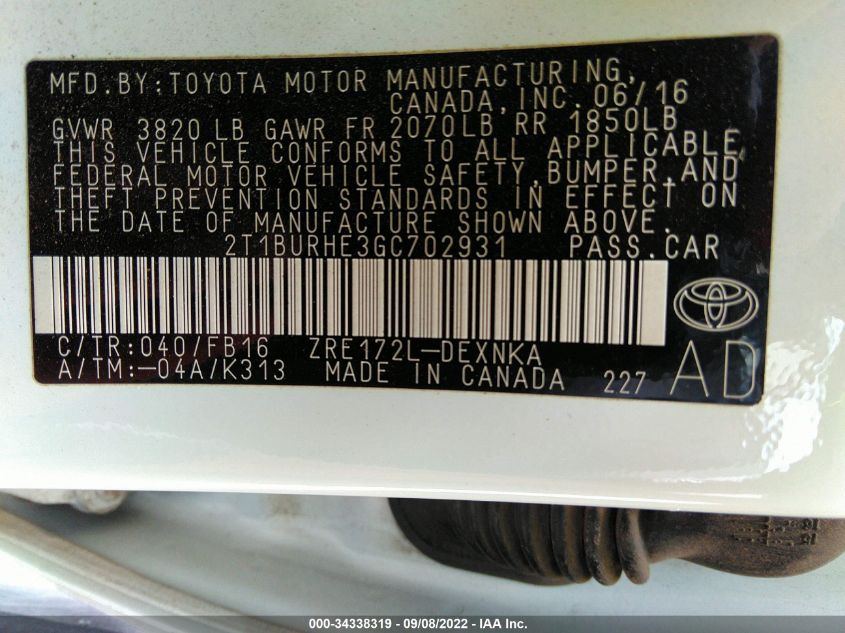 MFD.BY:TOYOTA MOTOR MANUFACTURING,
CANADA,INC. 06/16
GVWR 3820 LB GAWR FR 2070LB RR 1850LB
THIS VEHICLE CONFORMS TO ALL APPLICABLE
FEDERAL MOTOR VEHICLE SAFETY,BUMPER,AND
THEFT PREVENTION STANDARDS IN EFFECT ON
THE DATE OF MANUFACTURE SHOWN ABOVE.
2T1BURHE3GC702931 PASS.CAR
C/TR:040/FB16 ZRE172L-DEXNKA
A/TM:-04A/K313 MADE IN CANADA 227 AD
000-34338319 - 09/08/2022 - IAA Inc.